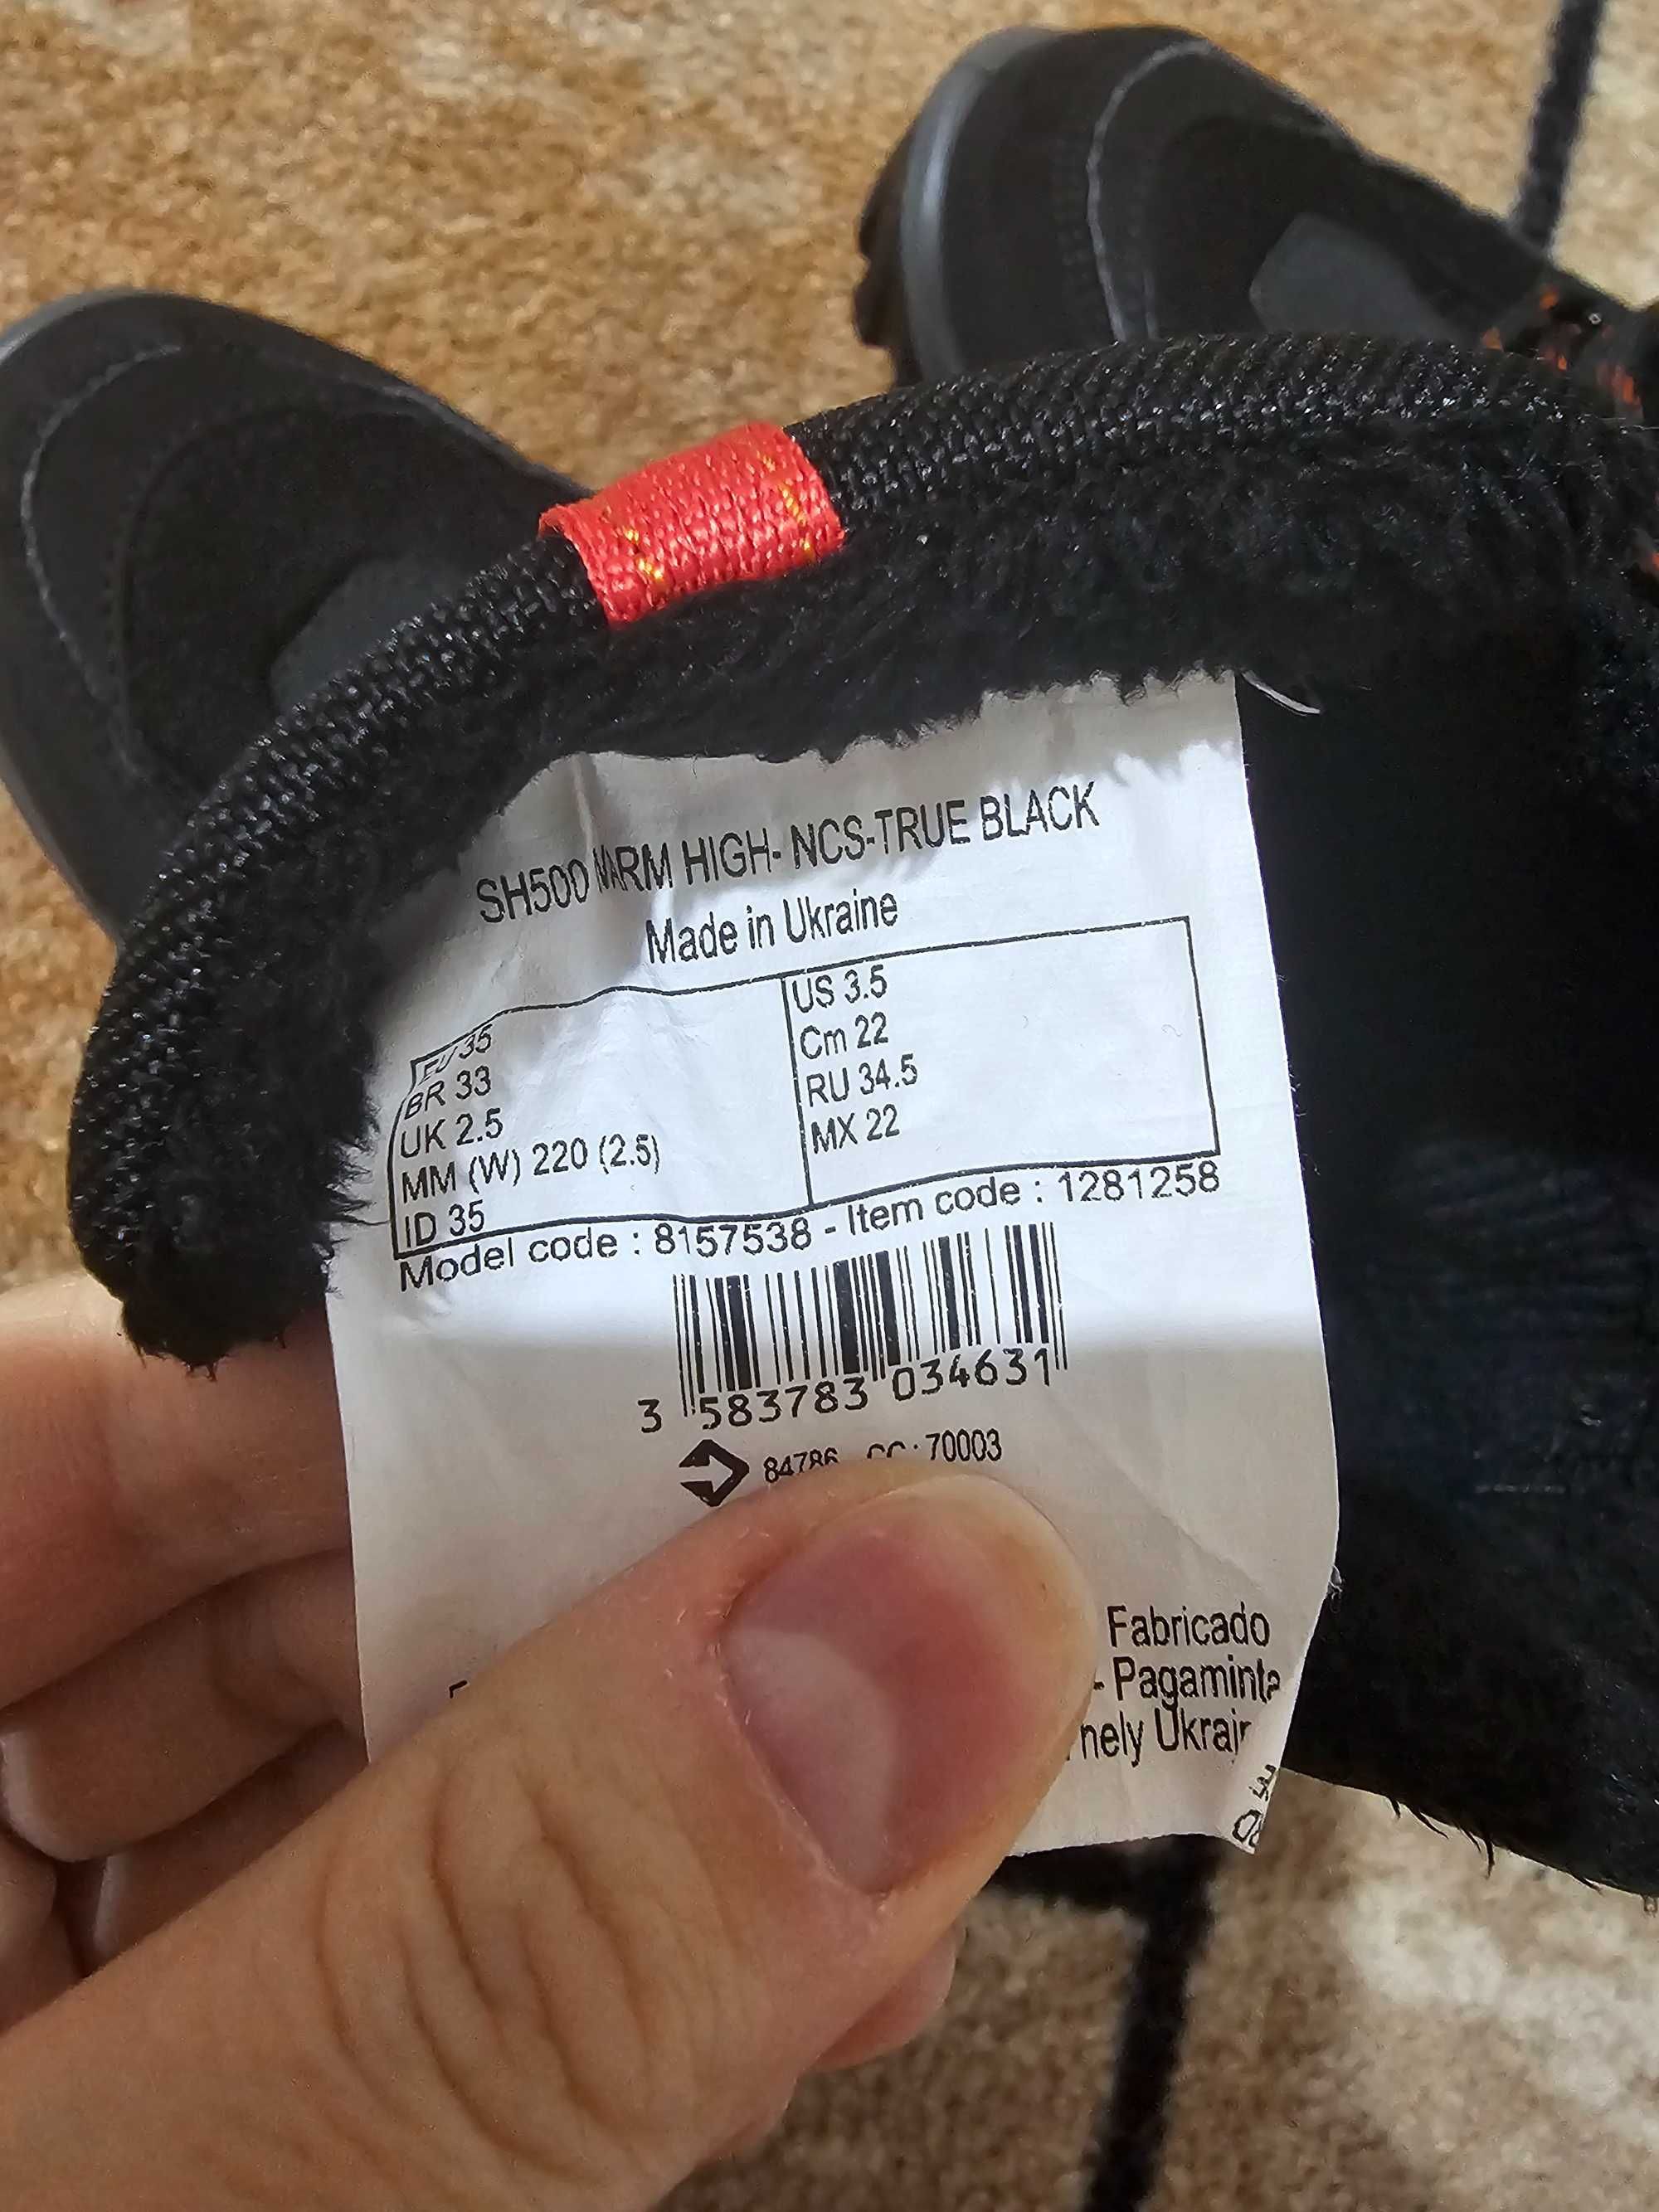 SH500 WARM HIGH- NCS-TRUE BLACK
Made in Ukraine
EU 35
BR 33
UK 2.5
MM (W) 220 (2.5)
ID 35
US 3.5
Cm 22
RU 34.5
MX 22
Model code : 8157538 - Item code : 1281258
3 583783 034631
84786 CC : 70003
Fabricado
- Pagaminta